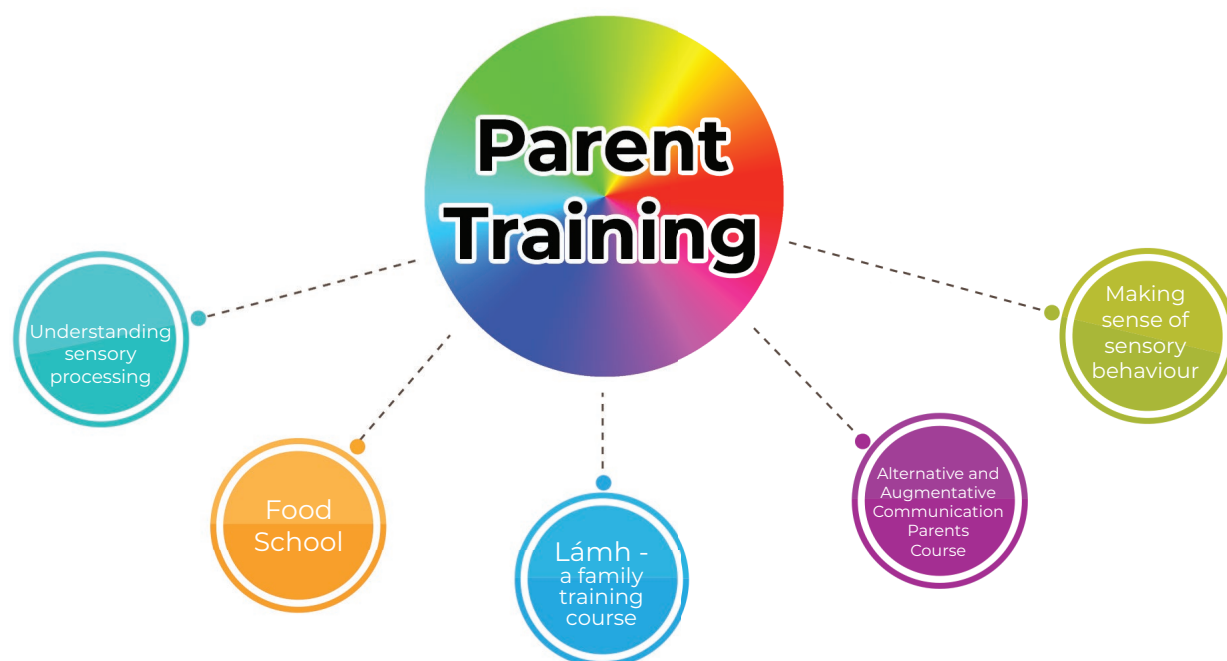 Parent
Training
Understanding
sensory
processing
Food
School
Lámh -
a family
training
course
Alternative and
Augmentative
Communication
Parents
Course
Making
sense of
sensory
behaviour